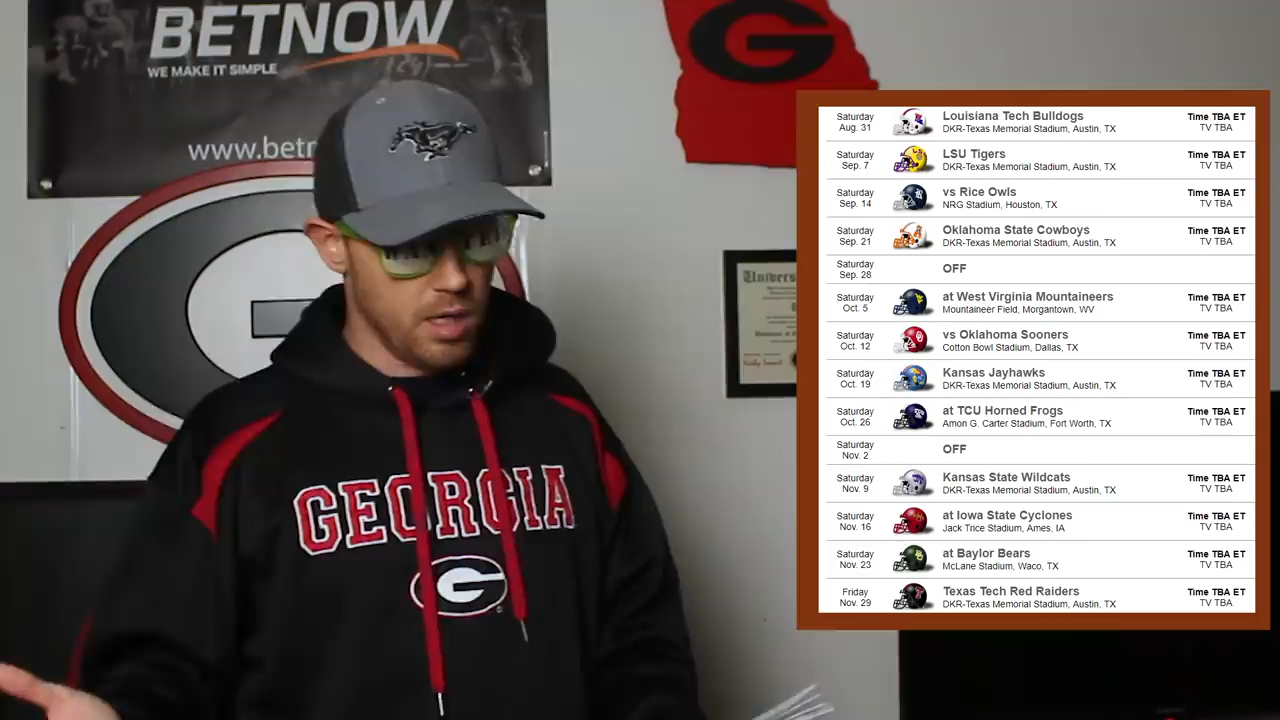 BETNOW
WE MAKE IT SIMPLE
www.betn
G
GEORGIA
G
Univers
Saturday
Aug. 31
Louisiana Tech Bulldogs
DKR-Texas Memorial Stadium, Austin, TX
Time TBA ET
TV TBA
Saturday
Sep. 7
LSU Tigers
DKR-Texas Memorial Stadium, Austin, TX
Time TBA ET
TV TBA
Saturday
Sep. 14
vs Rice Owls
NRG Stadium, Houston, TX
Time TBA ET
TV TBA
Saturday
Sep. 21
Oklahoma State Cowboys
DKR-Texas Memorial Stadium, Austin, TX
Time TBA ET
TV TBA
Saturday
Sep. 28
OFF
Saturday
Oct. 5
at West Virginia Mountaineers
Mountaineer Field, Morgantown, WV
Time TBA ET
TV TBA
Saturday
Oct. 12
vs Oklahoma Sooners
Cotton Bowl Stadium, Dallas, TX
Time TBA ET
TV TBA
Saturday
Oct. 19
Kansas Jayhawks
DKR-Texas Memorial Stadium, Austin, TX
Time TBA ET
TV TBA
Saturday
Oct. 26
at TCU Horned Frogs
Amon G. Carter Stadium, Fort Worth, TX
Time TBA ET
TV TBA
Saturday
Nov. 2
OFF
Saturday
Nov. 9
Kansas State Wildcats
DKR-Texas Memorial Stadium, Austin, TX
Time TBA ET
TV TBA
Saturday
Nov. 16
at Iowa State Cyclones
Jack Trice Stadium, Ames, IA
Time TBA ET
TV TBA
Saturday
Nov. 23
at Baylor Bears
McLane Stadium, Waco, TX
Time TBA ET
TV TBA
Friday
Nov. 29
Texas Tech Red Raiders
DKR-Texas Memorial Stadium, Austin, TX
Time TBA ET
TV TBA